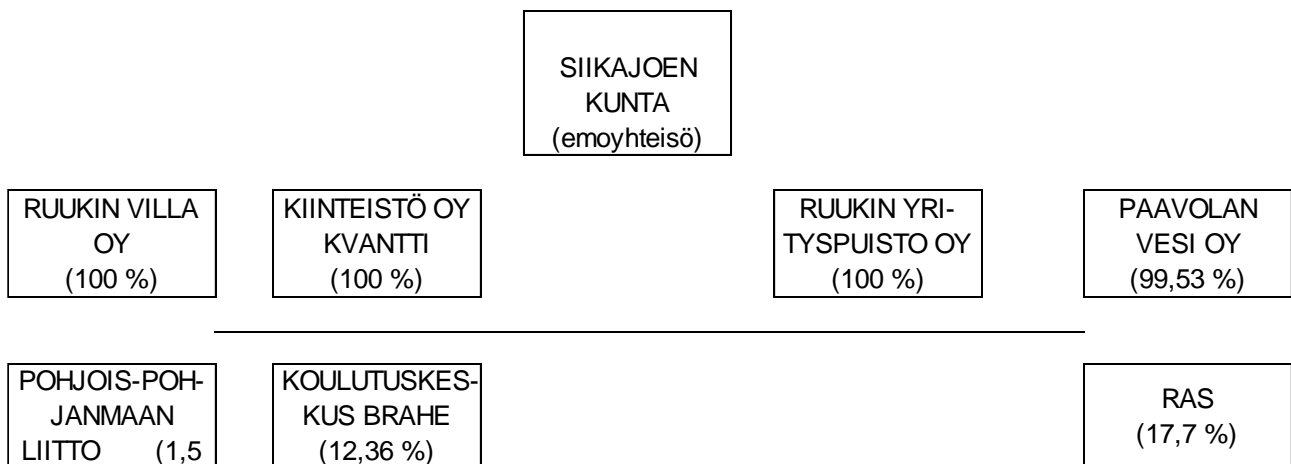 SIIKAJOEN
KUNTA
(emoyhteisö)
RUUKIN VILLA
OY
(100 %)
KIINTEISTÖ OY
KVANTTI
(100 %)
RUUKIN YRI-
TYSPUISTO OY
(100 %)
PAAVOLAN
VESI OY
(99,53 %)
POHJOIS-POH-
JANMAAN
LIITTO (1,5
KOULUTUSKES-
KUS BRAHE
(12,36 %)
RAS
(17,7 %)